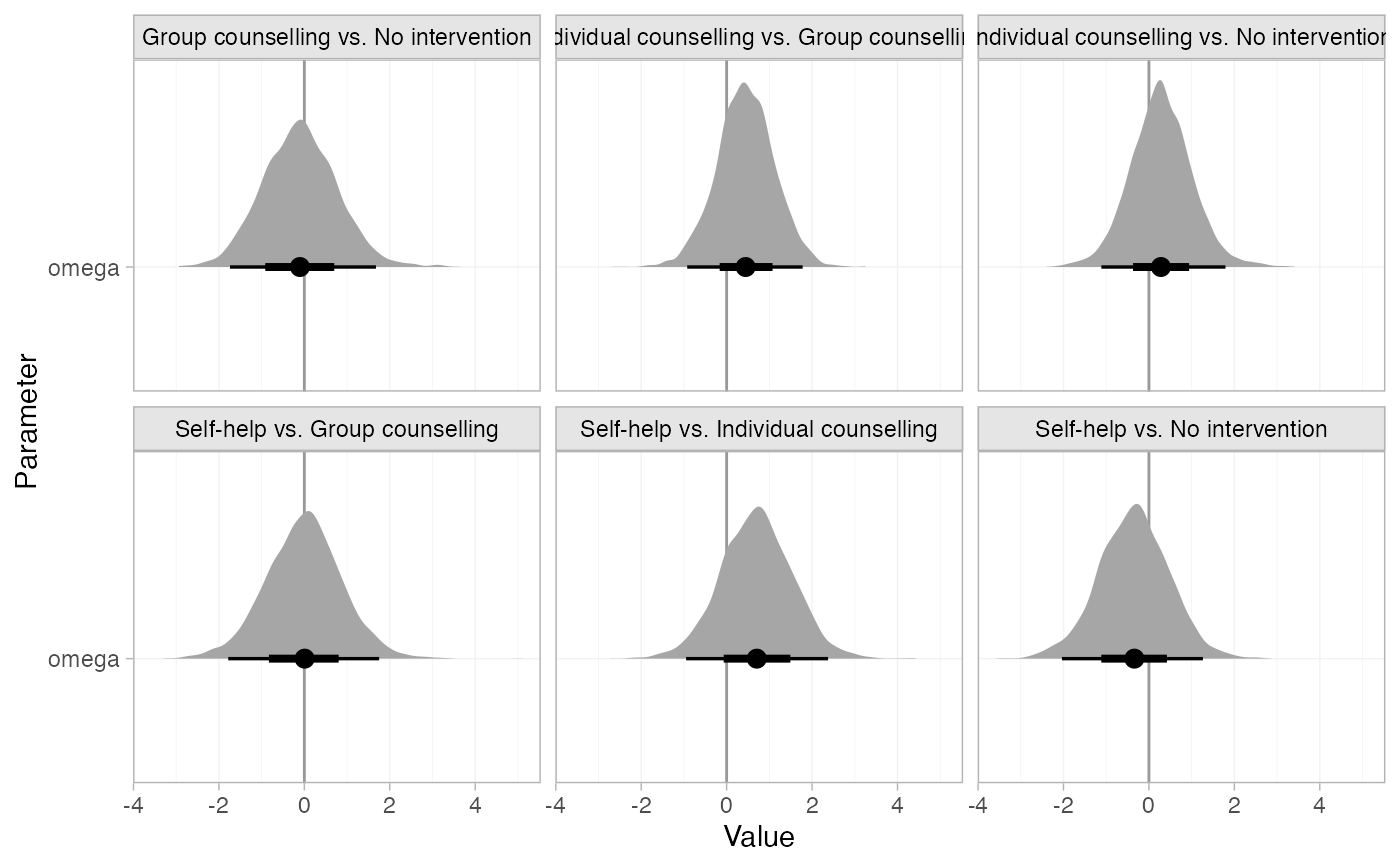 Group counselling vs. No intervention
dividual counselling vs. Group counsellin
ndividual counselling vs. No intervention
omega
Self-help vs. Group counselling
Self-help vs. Individual counselling
Self-help vs. No intervention
omega
-4 0 2 4
-2
-4 -2 0 2 4
-4 -2 0 2 4
Value
Parameter